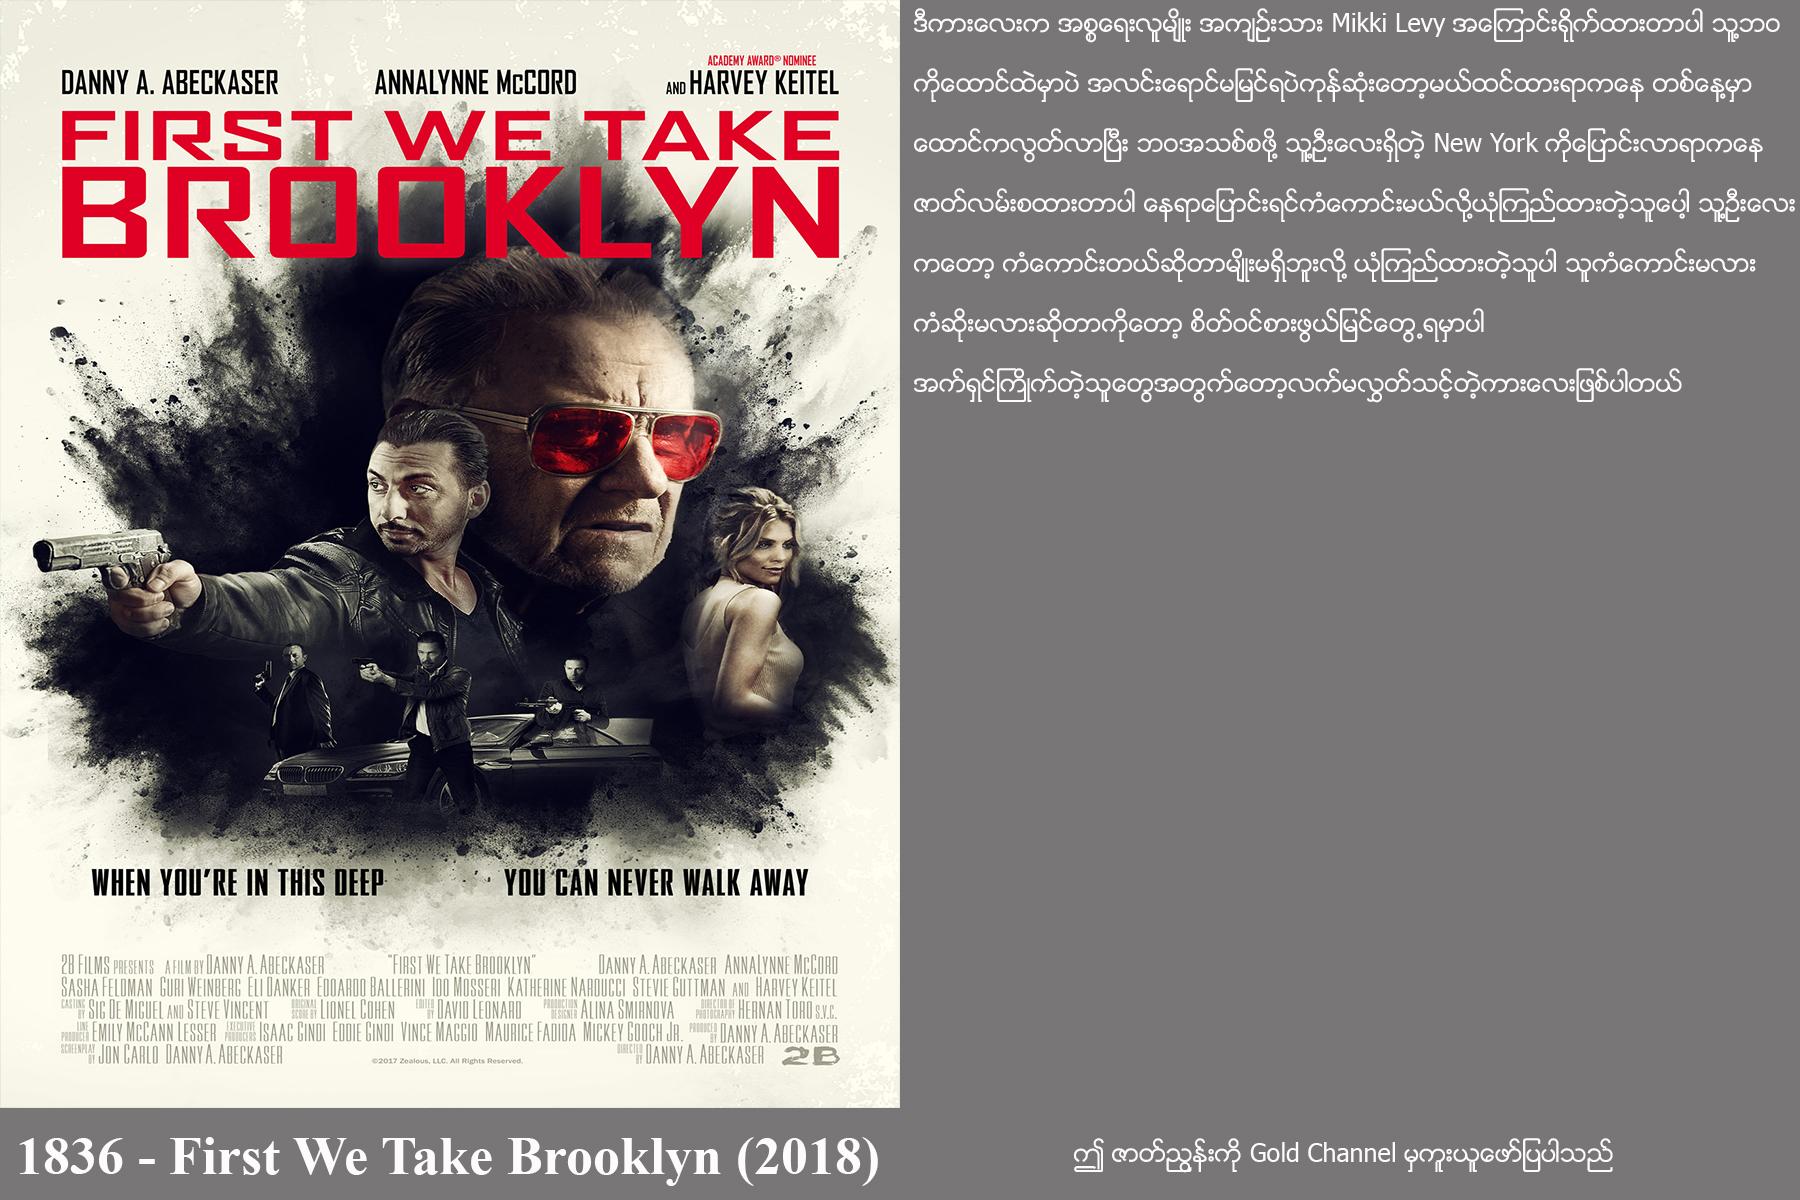 ACADEMY AWARD® NOMINEE
DANNY A. ABECKASER ANNALYNNE McCORD AND HARVEY KEITEL
FIRST WE TAKE
BROOKLYN
WHEN YOU'RE IN THIS DEEP YOU CAN NEVER WALK AWAY
2B FILMS PRESENTS A FILM BY DANNY A. ABECKASER "FIRST WE TAKE BROOKLYN" DANNY A. ABECKASER ANNALYNNE McCORD
SASHA FELDMAN GURI WEINBERG ELI DANKER EDOARDO BALLERINI IDO MOSSERI KATHERINE NARDUCCI STEVIE GUTTMAN AND HARVEY KEITEL
CASTING BY SIG DE MIGUEL AND STEVE VINCENT ORIGINAL SCORE BY LIONEL COHEN EDITED BY DAVID LEONARD PRODUCTION DESIGNER ALINA SMIRNOVA DIRECTOR OF PHOTOGRAPHY HERNAN TORO S.V.C.
LINE PRODUCER EMILY McCANN LESSER EXECUTIVE PRODUCERS ISAAC GINDI EDDIE GINDI VINCE MAGGIO MAURICE FADIDA MICKEY GOOCH JR. PRODUCED BY DANNY A. ABECKASER
SCREENPLAY BY JON CARLO DANNY A. ABECKASER ©2017 Zealous, LLC. All Rights Reserved. DIRECTED BY DANNY A. ABECKASER 2B
1836 - First We Take Brooklyn (2018)
ဒီကားလေးက အစ္စရေးလူမျိုး အကျဉ်းသား Mikki Levy အကြောင်းရိုက်ထားတာပါ သူ့ဘဝ
ကိုထောင်ထဲမှာပဲ အလင်းရောင်မမြင်ရပဲကုန်ဆုံးတော့မယ်ထင်ထားရာကနေ တစ်နေ့မှာ
ထောင်ကလွတ်လာပြီး ဘဝအသစ်စဖို့ သူ့ဦးလေးရှိတဲ့ New York ကိုပြောင်းလာရာကနေ
ဇာတ်လမ်းစထားတာပါ နေရာပြောင်းရင်ကံကောင်းမယ်လို့ယုံကြည်ထားတဲ့သူပေါ့ သူ့ဦးလေး
ကတော့ ကံကောင်းတယ်ဆိုတာမျိုးမရှိဘူးလို့ ယုံကြည်ထားတဲ့သူပါ သူကံကောင်းမလား
ကံဆိုးမလားဆိုတာကိုတော့ စိတ်ဝင်စားဖွယ်မြင်တွေ့ရမှာပါ
အက်ရှင်ကြိုက်တဲ့သူတွေအတွက်တော့လက်မလွှတ်သင့်တဲ့ကားလေးဖြစ်ပါတယ်
ဤ ဇာတ်ညွှန်းကို Gold Channel မှကူးယူဖော်ပြပါသည်